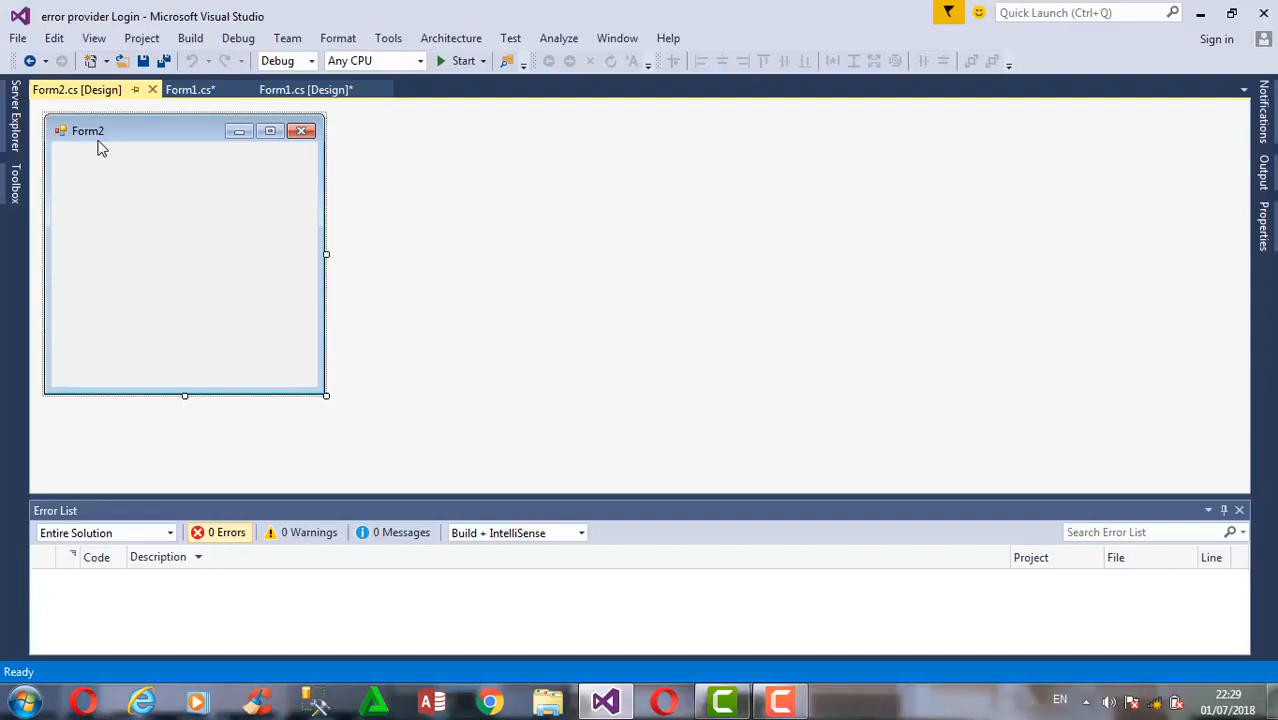 error provider Login - Microsoft Visual Studio
Quick Launch (Ctrl+Q)
File Edit View Project Build Debug Team Format Tools Architecture Test Analyze Window Help
Sign in
Debug Any CPU Start
Form2.cs [Design] Form1.cs* Form1.cs [Design]*
Server Explorer
Toolbox
Notifications
Output
Properties
Form2
Error List
Entire Solution 0 Errors 0 Warnings 0 Messages Build + IntelliSense Search Error List
Code Description Project File Line
Ready
EN
22:29
01/07/2018